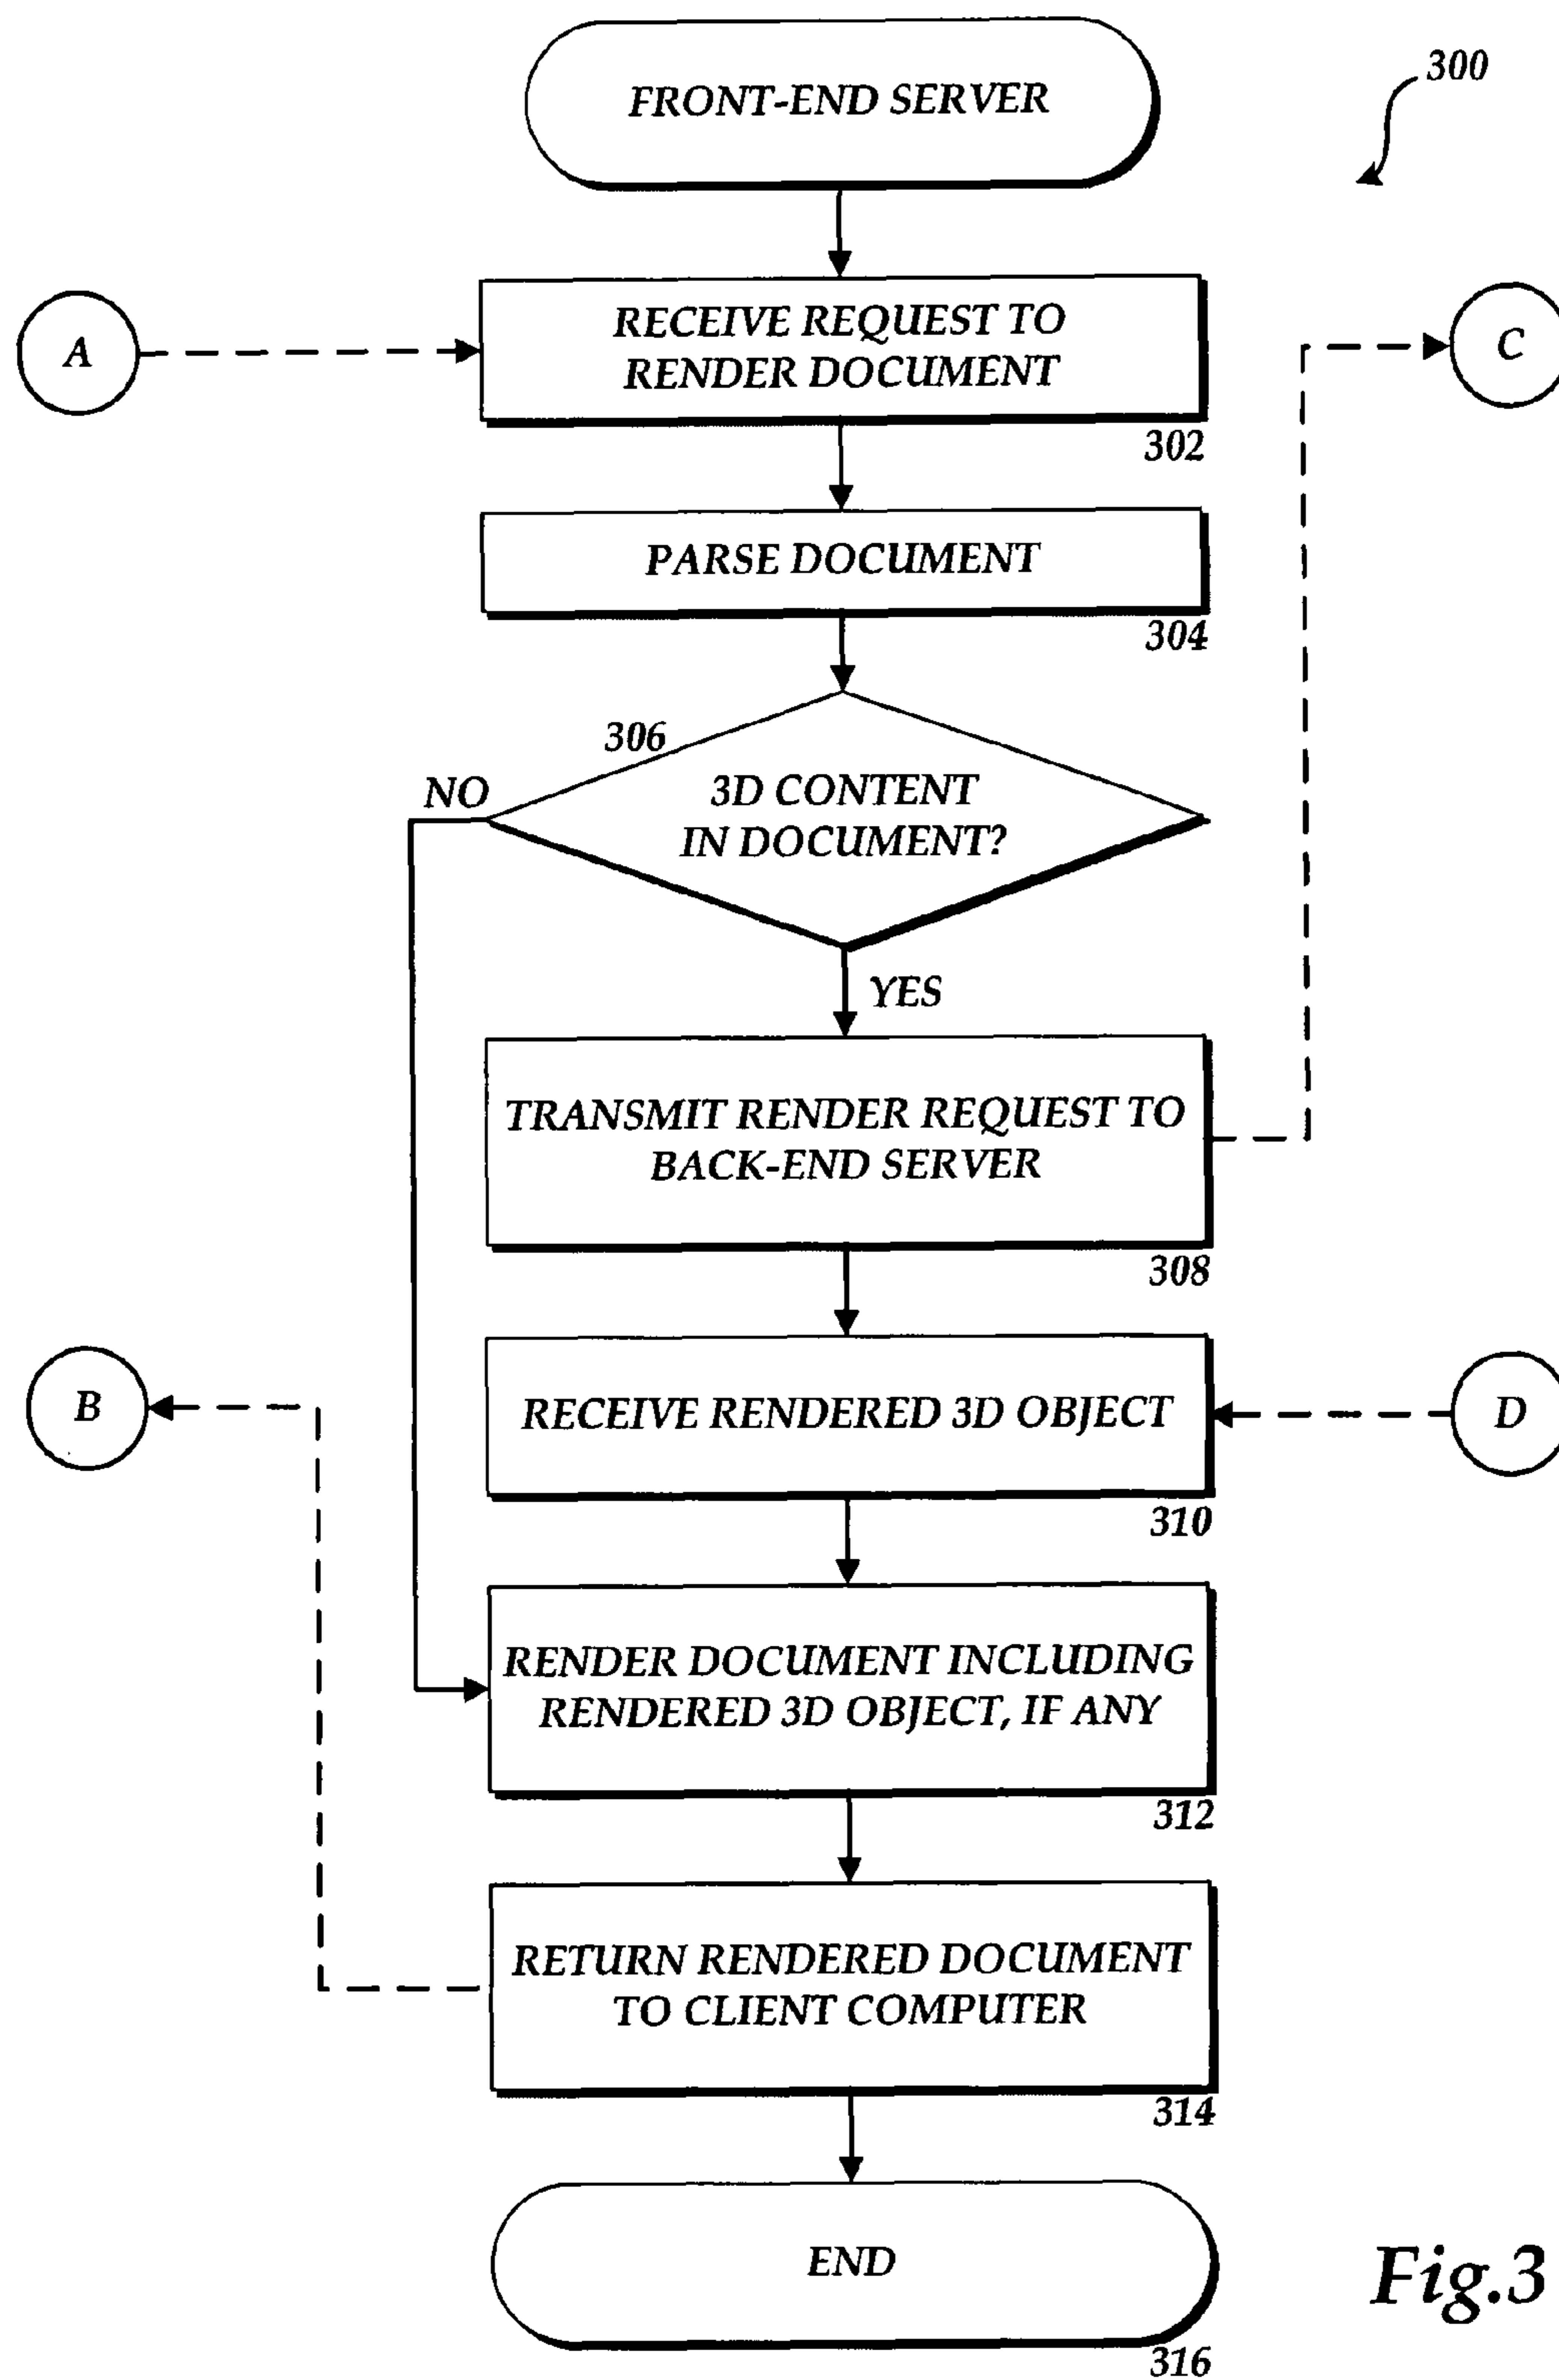 FRONT-END SERVER
300
A
RECEIVE REQUEST TO
RENDER DOCUMENT
302
C
PARSE DOCUMENT
304
306
3D CONTENT
IN DOCUMENT?
NO
YES
TRANSMIT RENDER REQUEST TO
BACK-END SERVER
308
B
RECEIVE RENDERED 3D OBJECT
310
D
RENDER DOCUMENT INCLUDING
RENDERED 3D OBJECT, IF ANY
312
RETURN RENDERED DOCUMENT
TO CLIENT COMPUTER
314
END
316
Fig.3